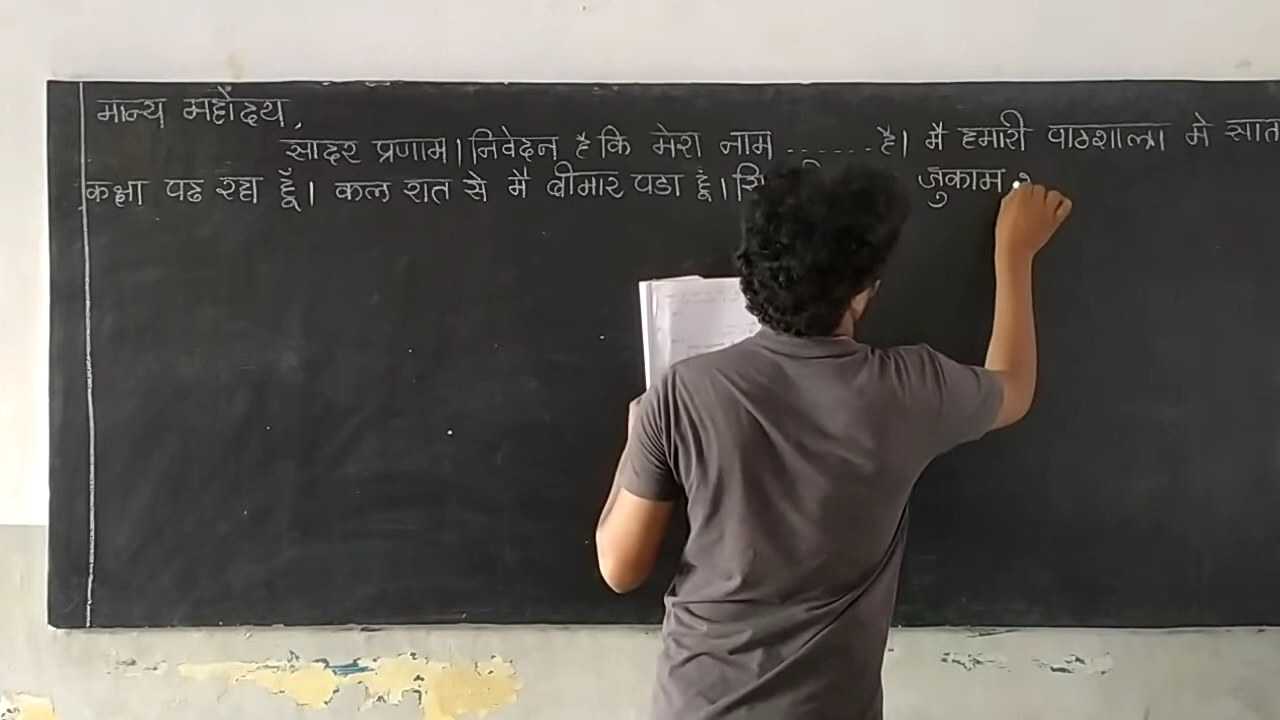 मान्य महोदय,
सादर प्रणाम। निवेदन है कि मेरा नाम ....... है। मै हमारी पाठशाला मे सात
कक्षा पढ रहा हूँ। कल रात से मै बीमार पडा हूं। जुकाम